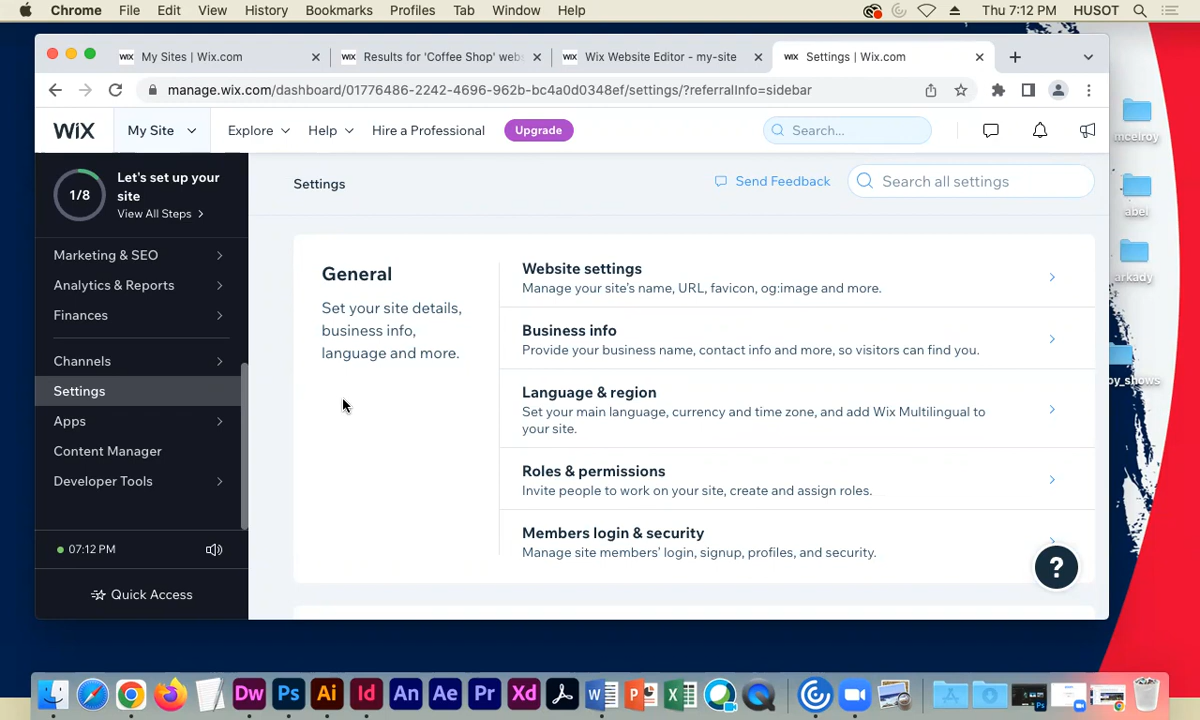 Chrome File Edit View History Bookmarks Profiles Tab Window Help Thu 7:12 PM HUSOT
WiX My Sites | Wix.com
WiX Results for 'Coffee Shop' webs
WiX Wix Website Editor - my-site
WiX Settings | Wix.com
manage.wix.com/dashboard/01776486-2242-4696-962b-bc4a0d0348ef/settings/?referralInfo=sidebar
WiX My Site Explore Help Hire a Professional Upgrade Search...
1/8
Let's set up your
site
View All Steps
Marketing & SEO
Analytics & Reports
Finances
Channels
Settings
Apps
Content Manager
Developer Tools
07:12 PM
Quick Access
Settings
Send Feedback
Search all settings
General
Set your site details,
business info,
language and more.
Website settings
Manage your site's name, URL, favicon, og:image and more.
Business info
Provide your business name, contact info and more, so visitors can find you.
Language & region
Set your main language, currency and time zone, and add Wix Multilingual to
your site.
Roles & permissions
Invite people to work on your site, create and assign roles.
Members login & security
Manage site members' login, signup, profiles, and security.
?
mcelroy
abel
arkady
by_shows
Dw Ps Ai Id An Ae Pr Xd W P X